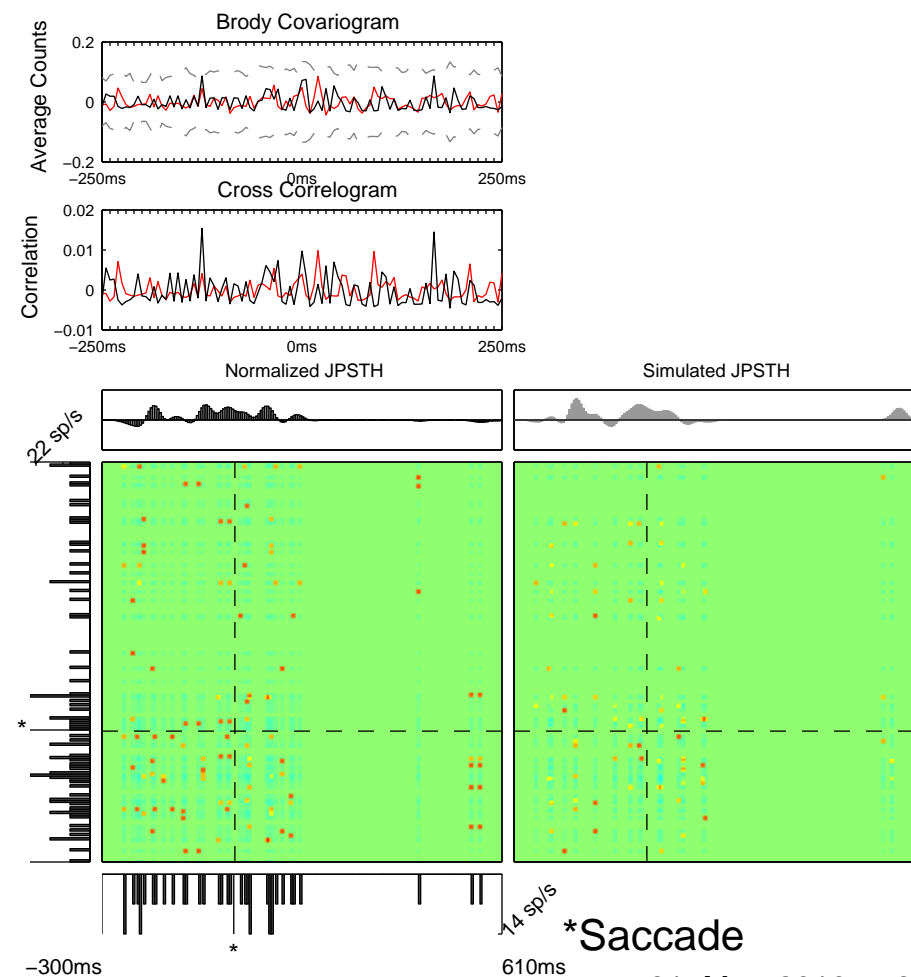 Brody Covariogram
0.2
0
−0.2
Average Counts
−250ms
0ms
250ms
Cross Correlogram
0.02
0.01
0
−0.01
Correlation
−250ms
0ms
250ms
Normalized JPSTH
Simulated JPSTH
22 sp/s
*
*
14 sp/s
*Saccade
−300ms
610ms